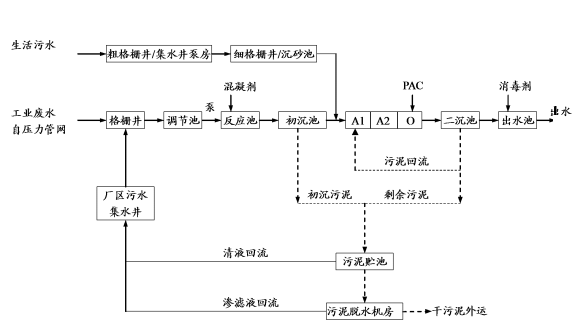 生活污水
粗格栅井/集水井泵房
细格栅井/沉砂池
混凝剂
PAC
消毒剂
泵
工业废水
自压力管网
格栅井
调节池
反应池
初沉池
A1
A2
O
二沉池
出水池
出水
污泥回流
初沉污泥
剩余污泥
厂区污水
集水井
清液回流
污泥贮池
渗滤液回流
污泥脱水机房
干污泥外运